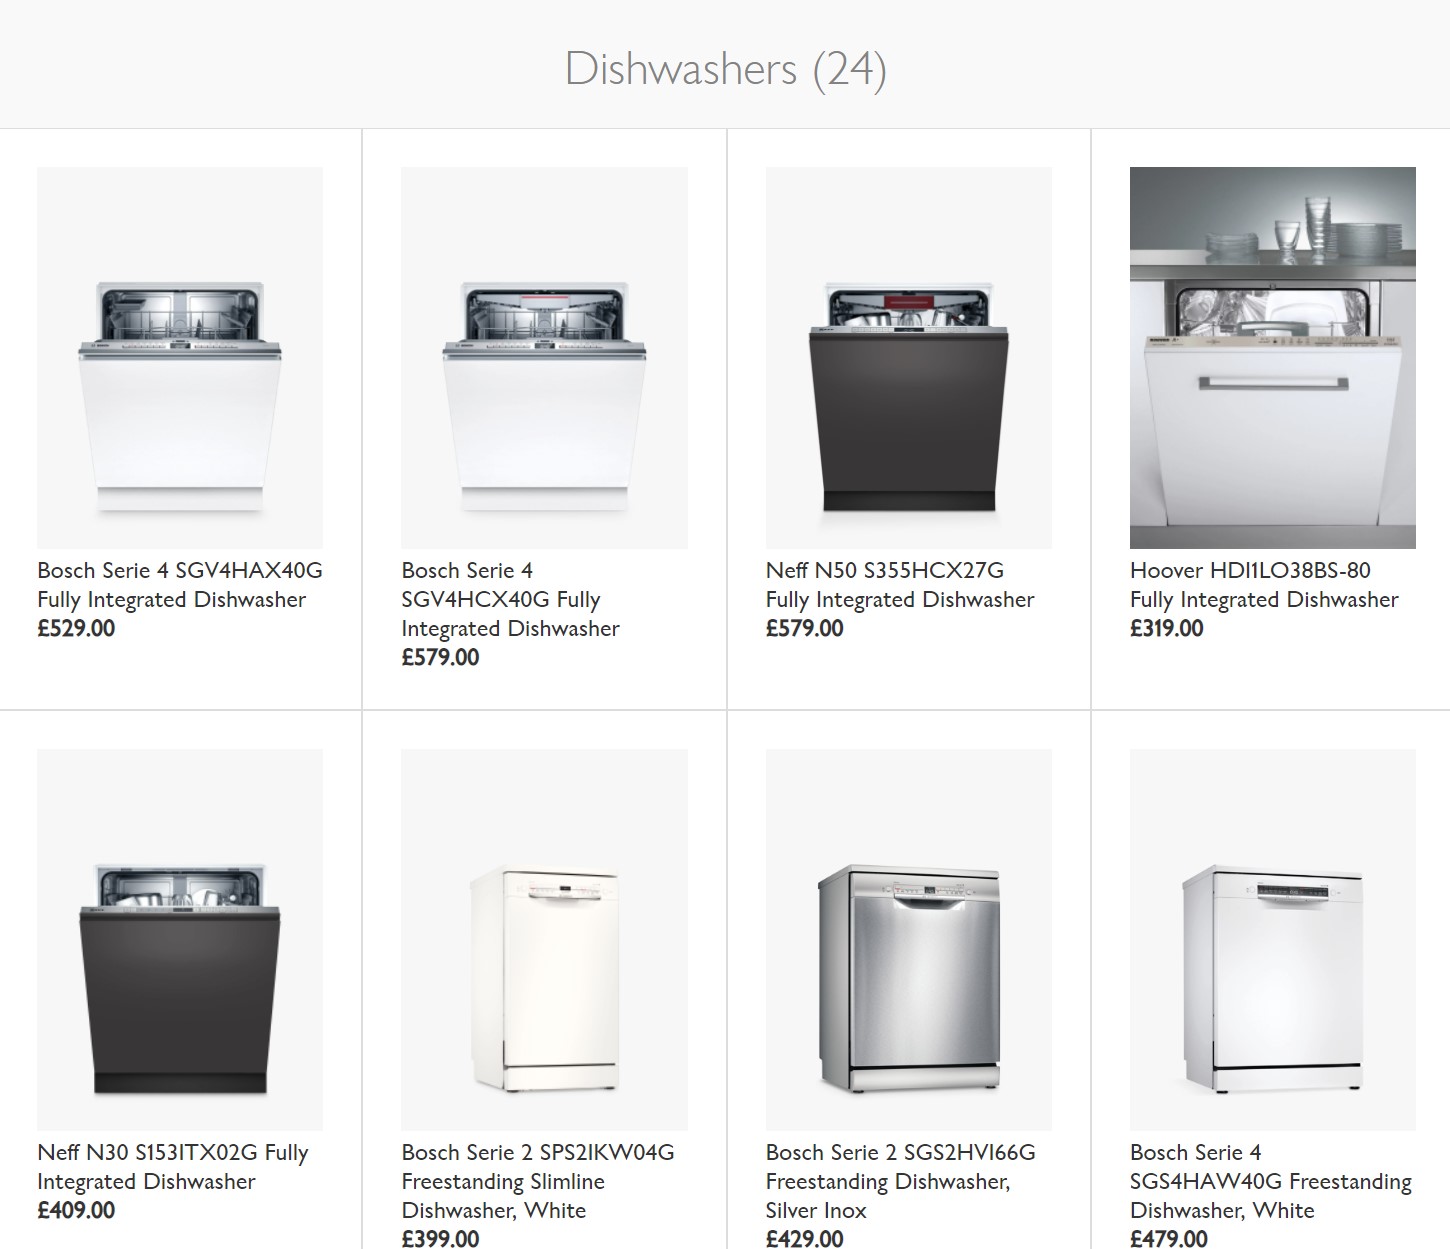 Dishwashers (24)
Bosch Serie 4 SGV4HAX40G
Fully Integrated Dishwasher
£529.00
Bosch Serie 4
SGV4HCX40G Fully
Integrated Dishwasher
£579.00
Neff N50 S355HCX27G
Fully Integrated Dishwasher
£579.00
Hoover HDI1LO38BS-80
Fully Integrated Dishwasher
£319.00
Neff N30 S153ITX02G Fully
Integrated Dishwasher
£409.00
Bosch Serie 2 SPS2IKW04G
Freestanding Slimline
Dishwasher, White
£399.00
Bosch Serie 2 SGS2HVI66G
Freestanding Dishwasher,
Silver Inox
£429.00
Bosch Serie 4
SGS4HAW40G Freestanding
Dishwasher, White
£479.00